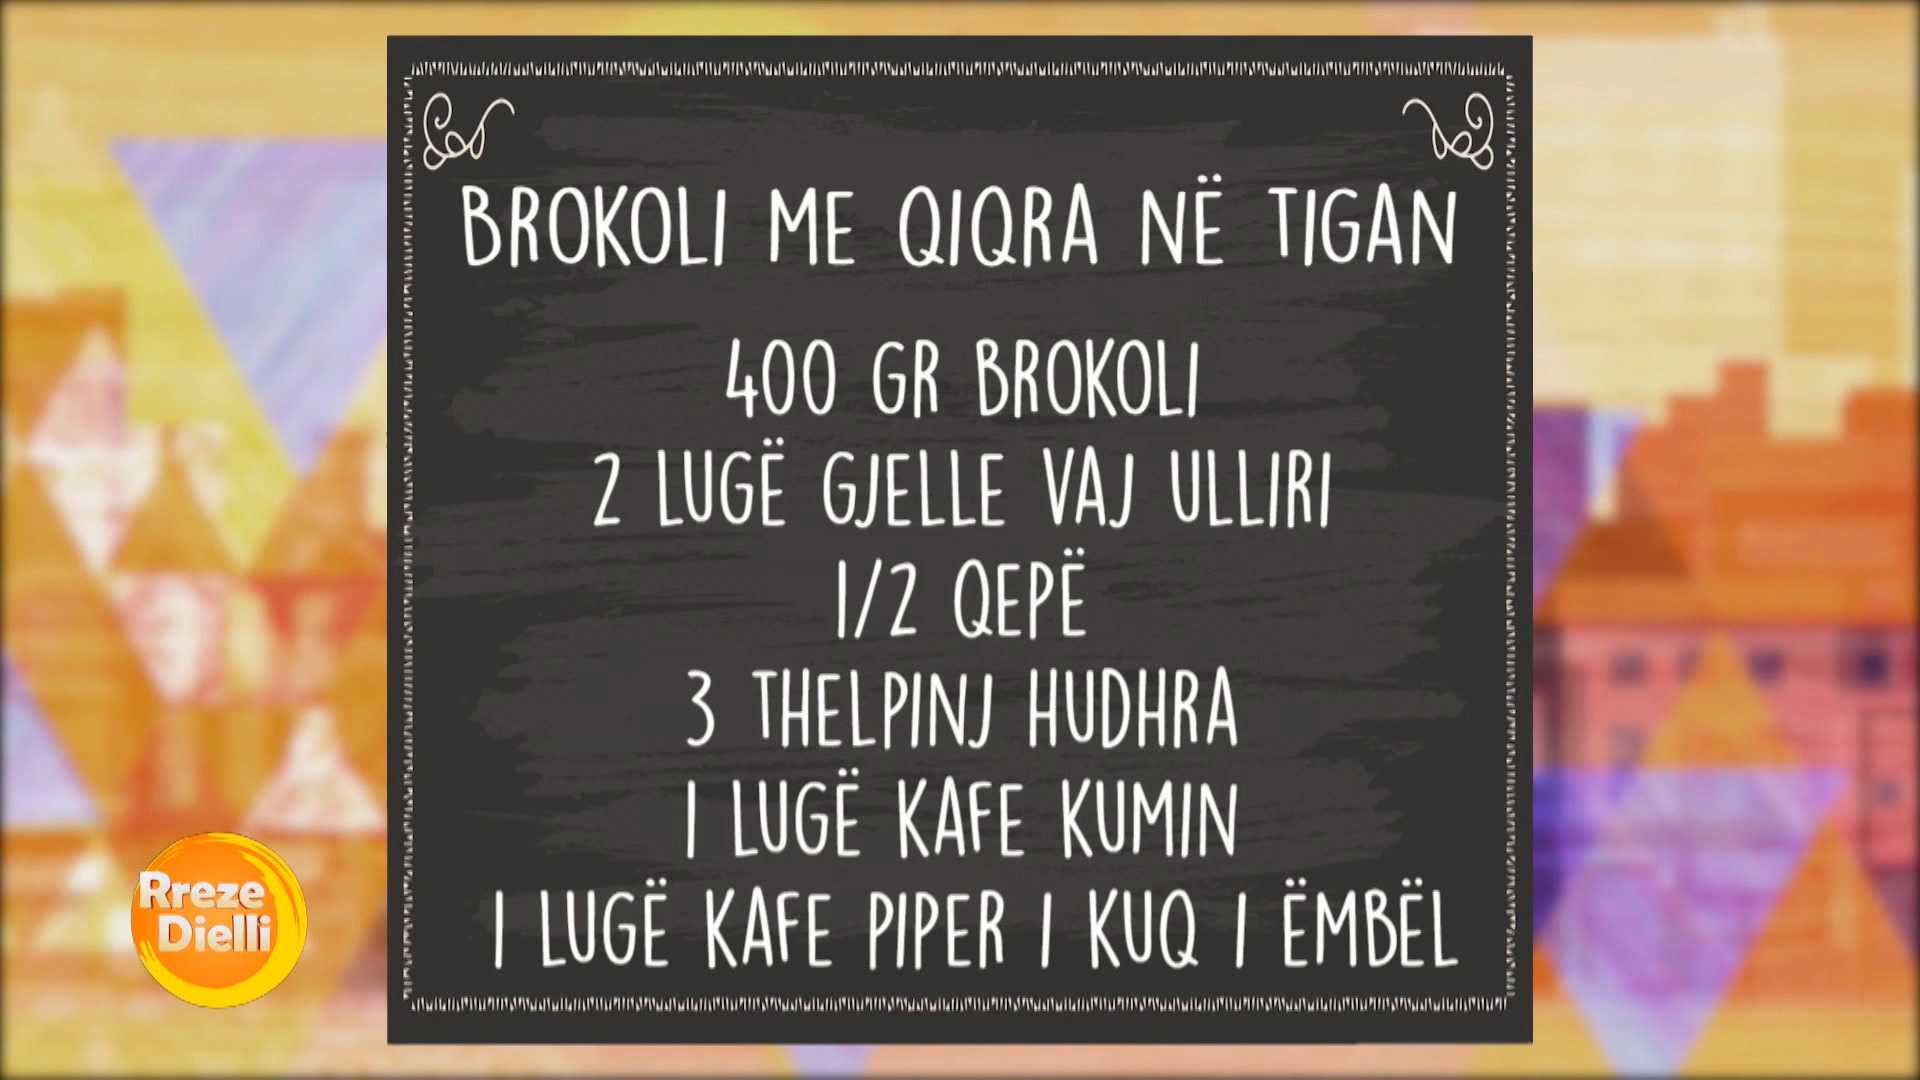 BROKOLI ME QIQRA NË TIGAN
400 GR BROKOLI
2 LUGË GJELLE VAJ ULLIRI
1/2 QEPË
3 THELPINJ HUDHRA
1 LUGË KAFE KUMIN
1 LUGË KAFE PIPER I KUQ I ËMBËL
Rreze
Dielli